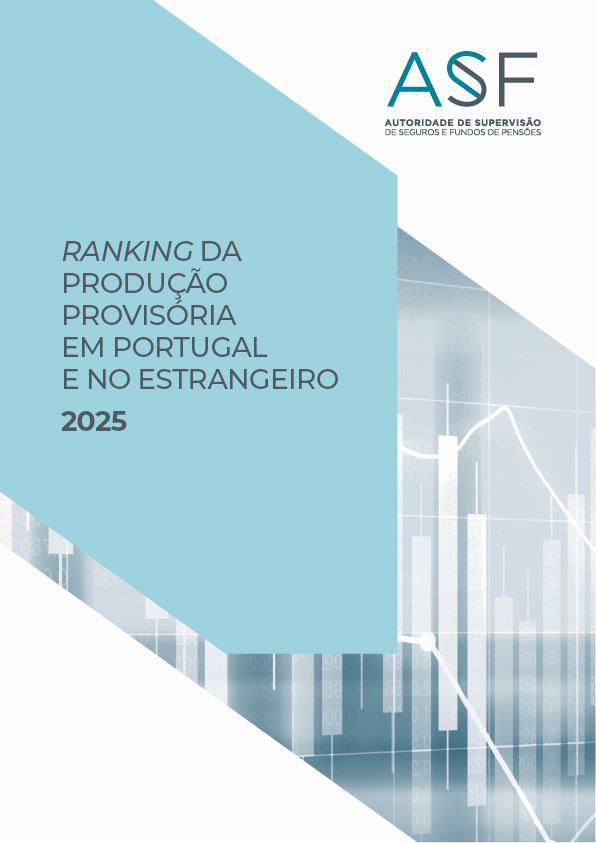 ASF
AUTORIDADE DE SUPERVISÃO
DE SEGUROS E FUNDOS DE PENSÕES
RANKING DA
PRODUÇÃO
PROVISÓRIA
EM PORTUGAL
E NO ESTRANGEIRO
2025